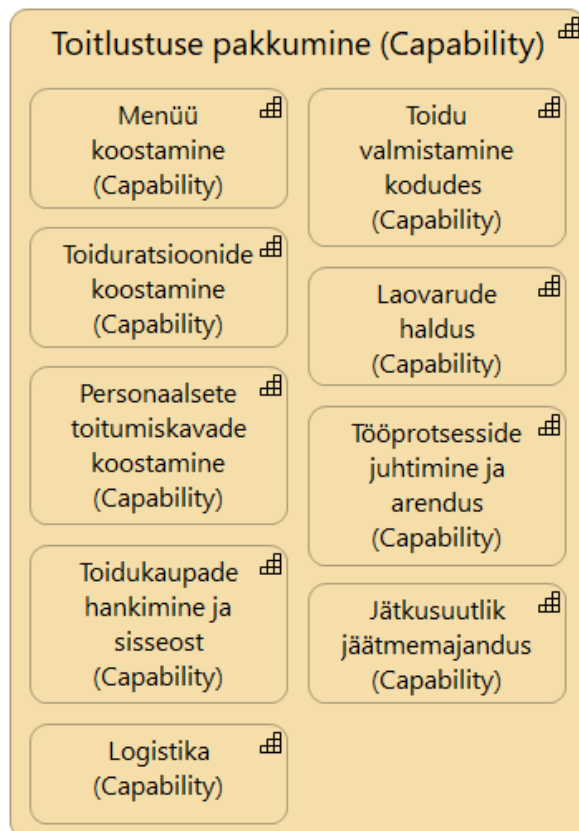 Toitlustuse pakkumine (Capability)
Menüü
koostamine
(Capability)
Toiduratsioonide
koostamine
(Capability)
Personaalsete
toitumiskavade
koostamine
(Capability)
Toidukaupade
hankimine ja
sisseost
(Capability)
Logistika
(Capability)
Toidu
valmistamine
kodudes
(Capability)
Laovarude
haldus
(Capability)
Tööprotsesside
juhtimine ja
arendus
(Capability)
Jätkusuutlik
jäätmemajandus
(Capability)